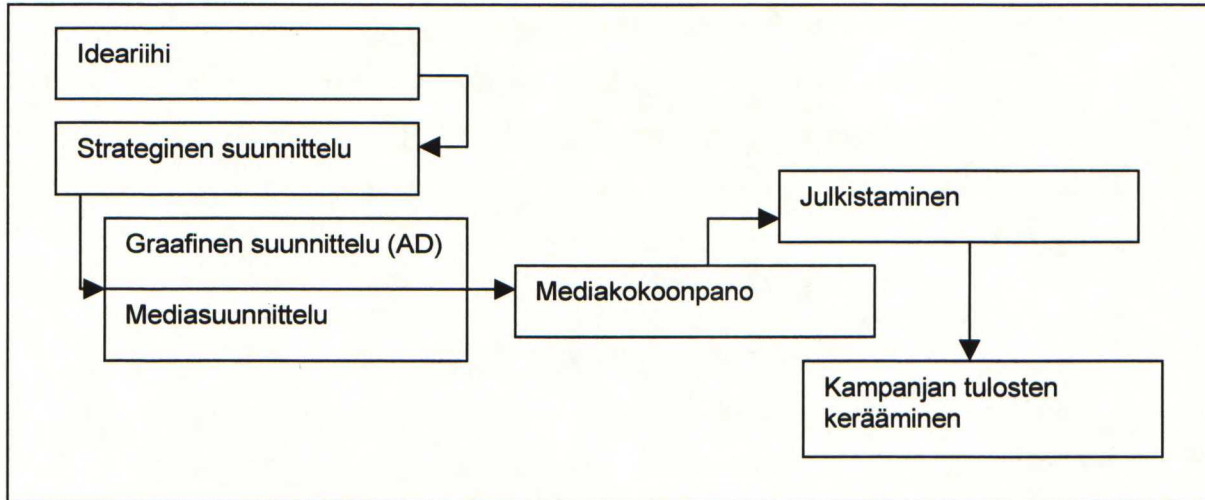 Ideariihi
Strateginen suunnittelu
Graafinen suunnittelu (AD)
Mediasuunnittelu
Mediakokoonpano
Julkistaminen
Kampanjan tulosten
kerääminen